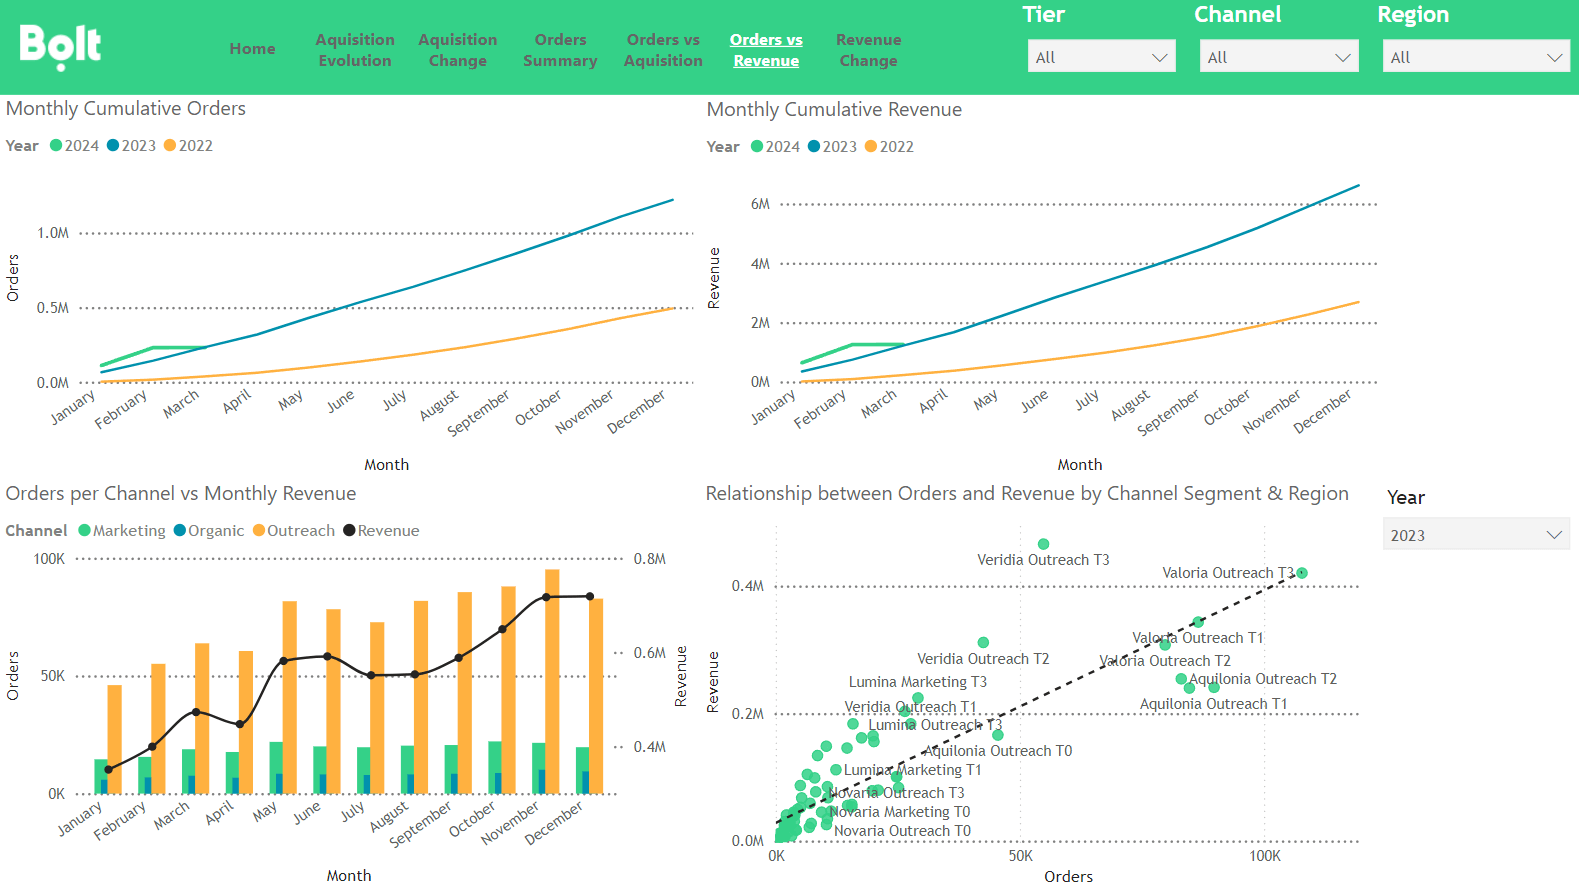 Bolt
Home
Aquisition Evolution
Aquisition Change
Orders Summary
Orders vs Aquisition
Orders vs Revenue
Revenue Change
Tier
All
Channel
All
Region
All
Monthly Cumulative Orders
Year 2024 2023 2022
Orders
1.0M
0.5M
0.0M
January February March April May June July August September October November December
Month
Monthly Cumulative Revenue
Year 2024 2023 2022
Revenue
6M
4M
2M
0M
January February March April May June July August September October November December
Month
Orders per Channel vs Monthly Revenue
Channel Marketing Organic Outreach Revenue
Orders
100K
50K
0K
0.8M
0.6M
0.4M
Revenue
January February March April May June July August September October November December
Month
Relationship between Orders and Revenue by Channel Segment & Region
Revenue
0.4M
0.2M
0.0M
Veridia Outreach T3
Valoria Outreach T3
Valoria Outreach T1
Veridia Outreach T2
Valoria Outreach T2
Aquilonia Outreach T2
Lumina Marketing T3
Aquilonia Outreach T1
Veridia Outreach T1
Lumina Outreach T3
Aquilonia Outreach T0
Lumina Marketing T1
Novaria Outreach T3
Novaria Marketing T0
Novaria Outreach T0
0K
50K
100K
Orders
Year
2023